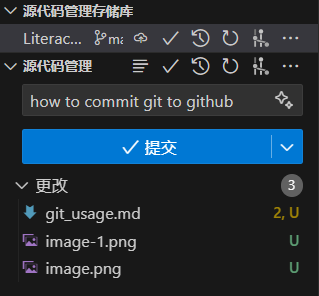 源代码管理存储库
Literac... ma
源代码管理
how to commit git to github
提交
更改 3
git_usage.md 2, U
image-1.png U
image.png U